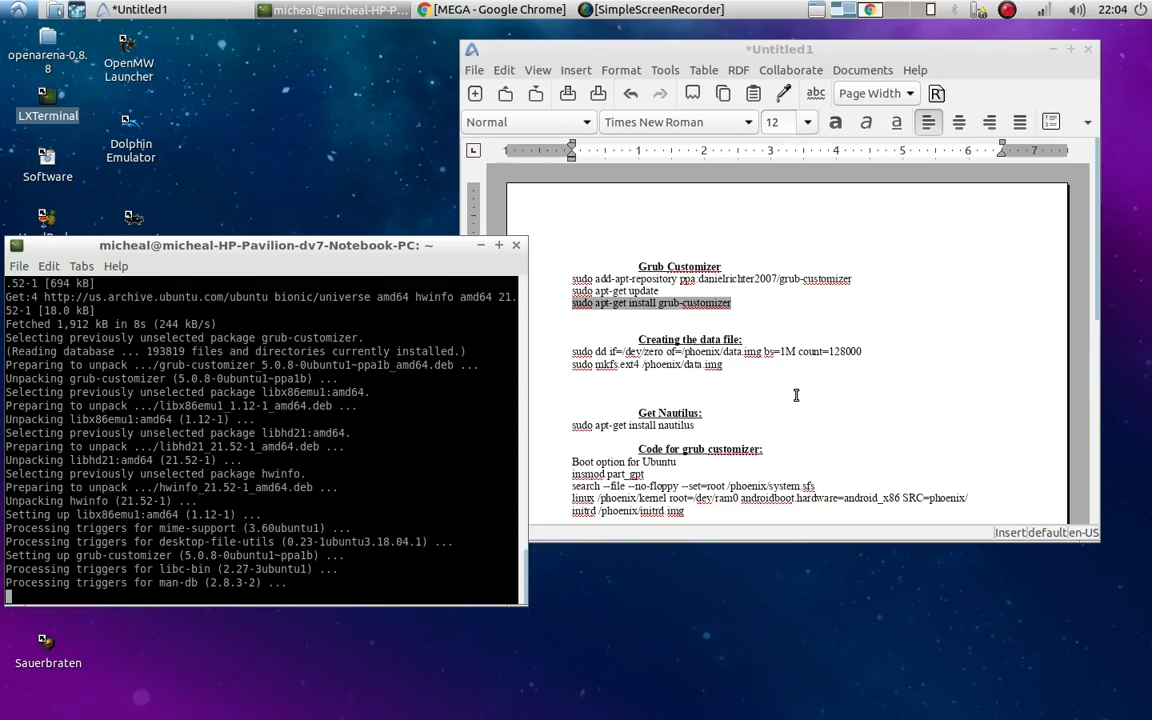 *Untitled1
micheal@micheal-HP-P...
[MEGA - Google Chrome]
[SimpleScreenRecorder]
22:04
openarena-0.8.
8
OpenMW
Launcher
LXTerminal
Dolphin
Emulator
Software
*Untitled1
File Edit View Insert Format Tools Table RDF Collaborate Documents Help
abc
Page Width
R
Normal
Times New Roman
12
a a a
1 1 2 3 4 5 6 7
Grub Customizer
sudo add-apt-repository ppa:danielrichter2007/grub-customizer
sudo apt-get update
sudo apt-get install grub-customizer
Creating the data file:
sudo dd if=/dev/zero of=/phoenix/data.img bs=1M count=128000
sudo mkfs.ext4 /phoenix/data.img
Get Nautilus:
sudo apt-get install nautilus
Code for grub customizer:
Boot option for Ubuntu
insmod part_gpt
search --file --no-floppy --set=root /phoenix/system.sfs
linux /phoenix/kernel root=/dev/ram0 androidboot.hardware=android_x86 SRC=phoenix/
initrd /phoenix/initrd.img
Insert default en-US
micheal@micheal-HP-Pavilion-dv7-Notebook-PC: ~
File Edit Tabs Help
.52-1 [694 kB]
Get:4 http://us.archive.ubuntu.com/ubuntu bionic/universe amd64 hwinfo amd64 21.
52-1 [18.0 kB]
Fetched 1,912 kB in 8s (244 kB/s)
Selecting previously unselected package grub-customizer.
(Reading database ... 193819 files and directories currently installed.)
Preparing to unpack .../grub-customizer_5.0.8-0ubuntu1~ppa1b_amd64.deb ...
Unpacking grub-customizer (5.0.8-0ubuntu1~ppa1b) ...
Selecting previously unselected package libx86emu1:amd64.
Preparing to unpack .../libx86emu1_1.12-1_amd64.deb ...
Unpacking libx86emu1:amd64 (1.12-1) ...
Selecting previously unselected package libhd21:amd64.
Preparing to unpack .../libhd21_21.52-1_amd64.deb ...
Unpacking libhd21:amd64 (21.52-1) ...
Selecting previously unselected package hwinfo.
Preparing to unpack .../hwinfo_21.52-1_amd64.deb ...
Unpacking hwinfo (21.52-1) ...
Setting up libx86emu1:amd64 (1.12-1) ...
Processing triggers for mime-support (3.60ubuntu1) ...
Processing triggers for desktop-file-utils (0.23-1ubuntu3.18.04.1) ...
Setting up grub-customizer (5.0.8-0ubuntu1~ppa1b) ...
Processing triggers for libc-bin (2.27-3ubuntu1) ...
Processing triggers for man-db (2.8.3-2) ...
Sauerbraten